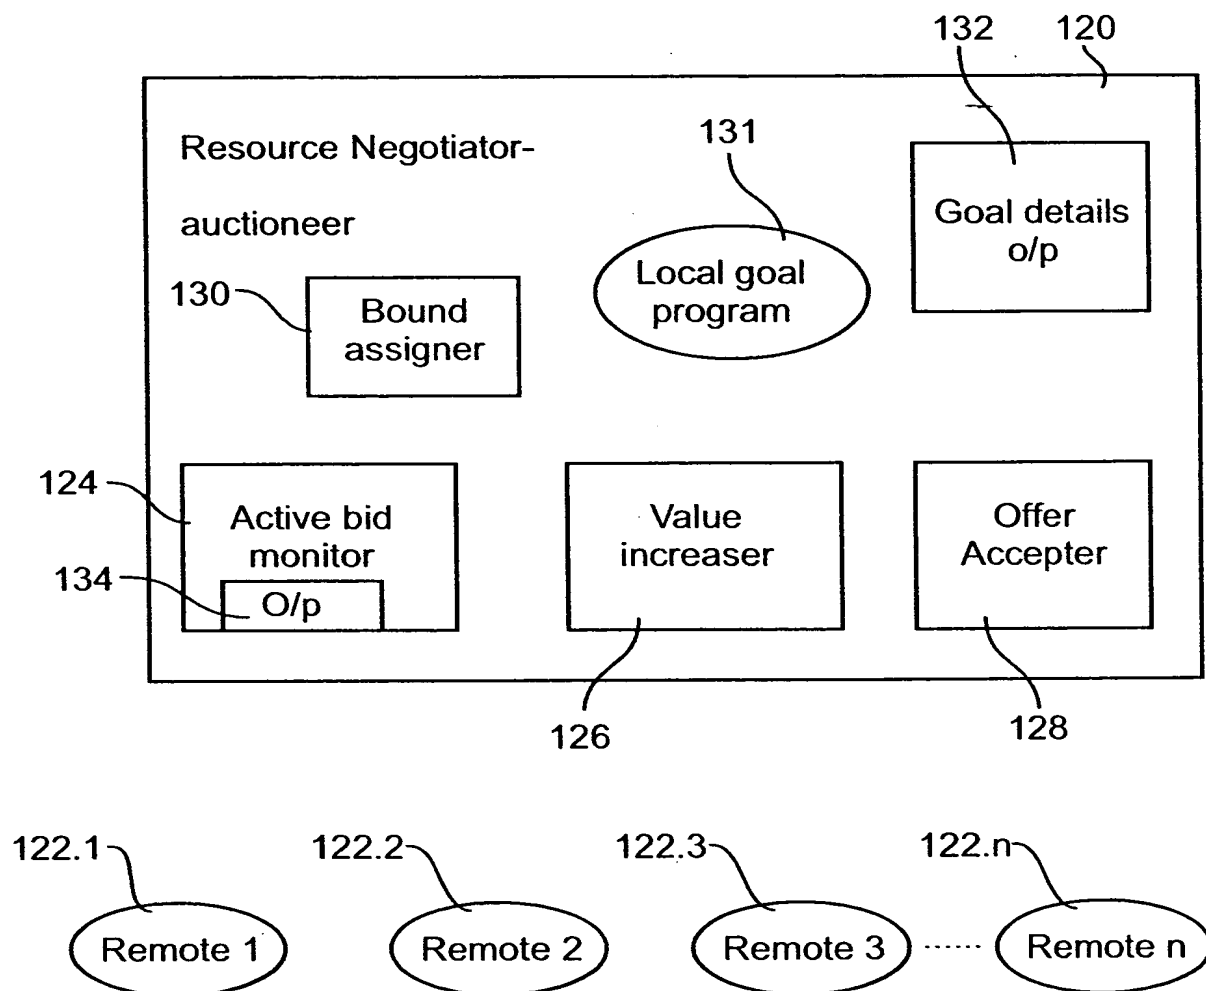 132
120
Resource Negotiator-
auctioneer
131
Goal details
o/p
Local goal
program
130
Bound
assigner
124
Active bid
monitor
134
O/p
Value
increaser
Offer
Accepter
126
128
122.1
122.2
122.3
122.n
Remote 1
Remote 2
Remote 3
......
Remote n